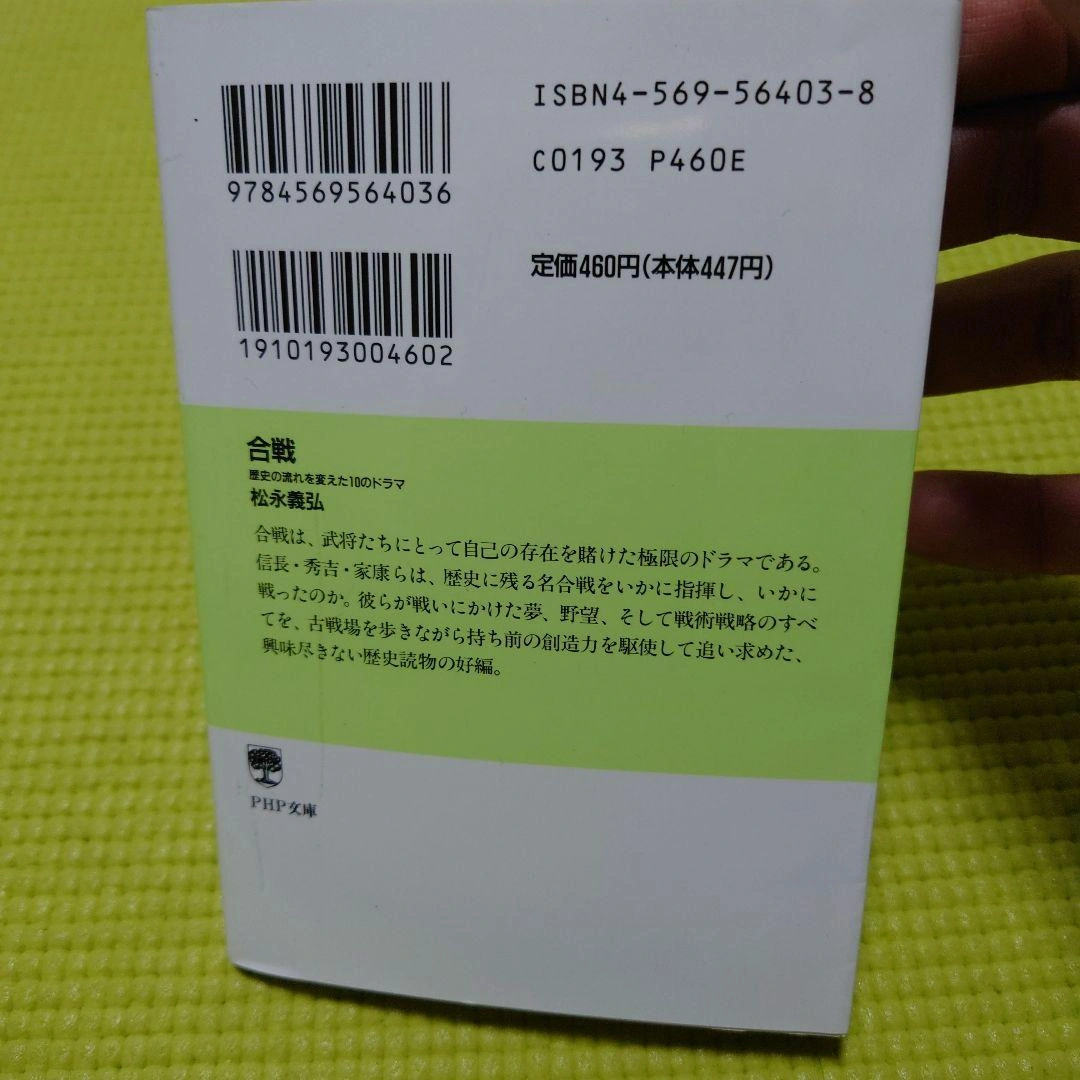 9784569564036
ISBN4-569-56403-8
C0193 P460E
1910193004602
定価460円(本体447円)
合戦
歴史の流れを変えた10のドラマ
松永義弘
合戦は、武将たちにとって自己の存在を賭けた極限のドラマである。
信長・秀吉・家康らは、歴史に残る名合戦をいかに指揮し、いかに
戦ったのか。彼らが戦いにかけた夢、野望、そして戦術戦略のすべ
てを、古戦場を歩きながら持ち前の創造力を駆使して追い求めた、
興味尽きない歴史読物の好編。
PHP文庫